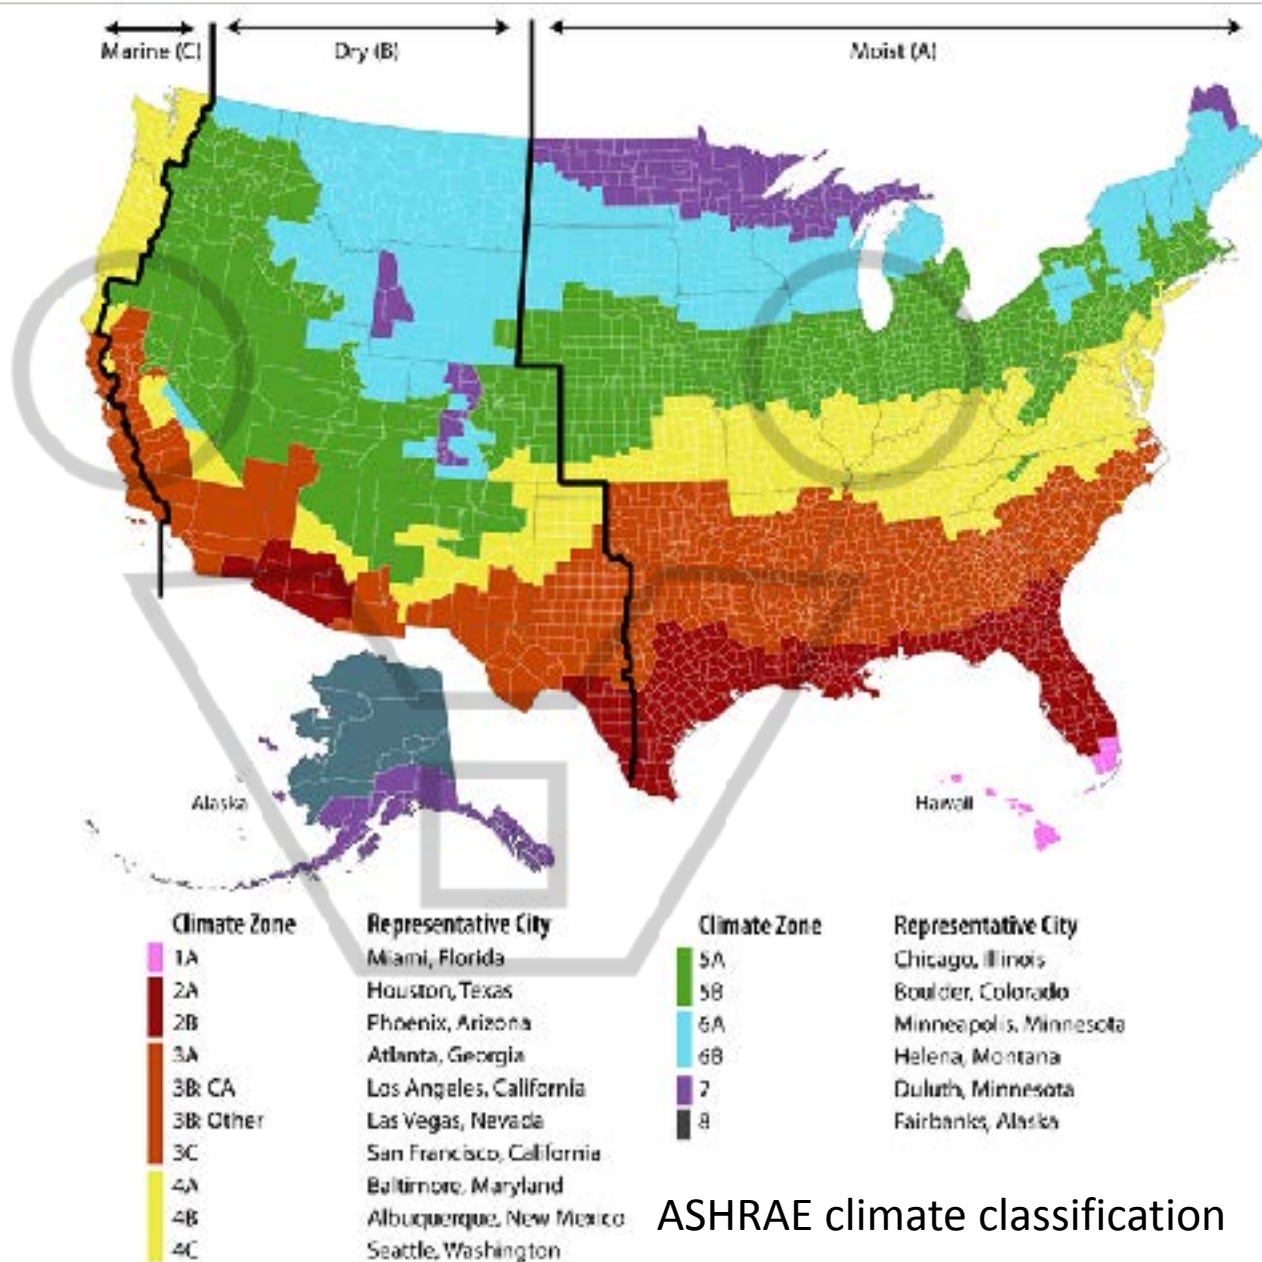 Marine (C) Dry (B) Moist (A)
Alaska
Hawaii
Climate Zone Representative City
1A Miami, Florida
2A Houston, Texas
2B Phoenix, Arizona
3A Atlanta, Georgia
3B: CA Los Angeles, California
3B: Other Las Vegas, Nevada
3C San Francisco, California
4A Baltimore, Maryland
4B Albuquerque, New Mexico
4C Seattle, Washington
Climate Zone Representative City
5A Chicago, Illinois
5B Boulder, Colorado
6A Minneapolis, Minnesota
6B Helena, Montana
7 Duluth, Minnesota
8 Fairbanks, Alaska
ASHRAE climate classification